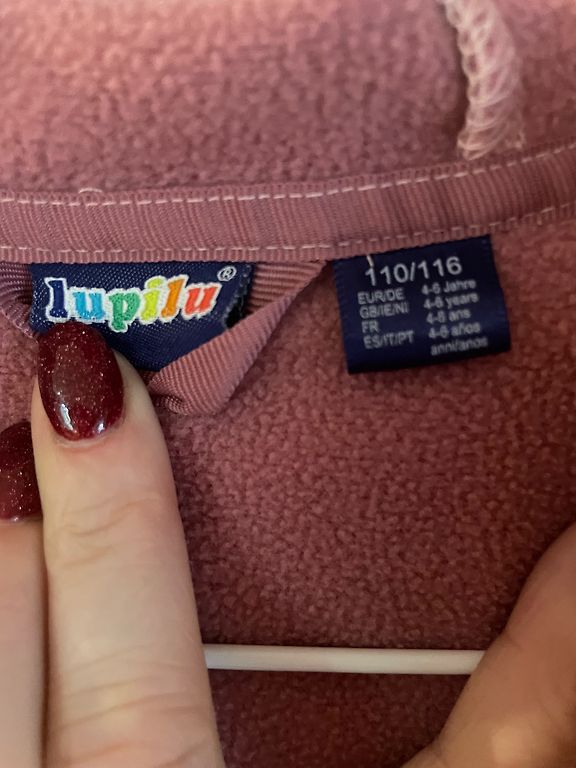 lupilu®
110/116
EUR/DE 4-6 Jahre
GB/IE/NI 4-6 years
FR 4-6 ans
ES/IT/PT 4-6 años
anni/anos